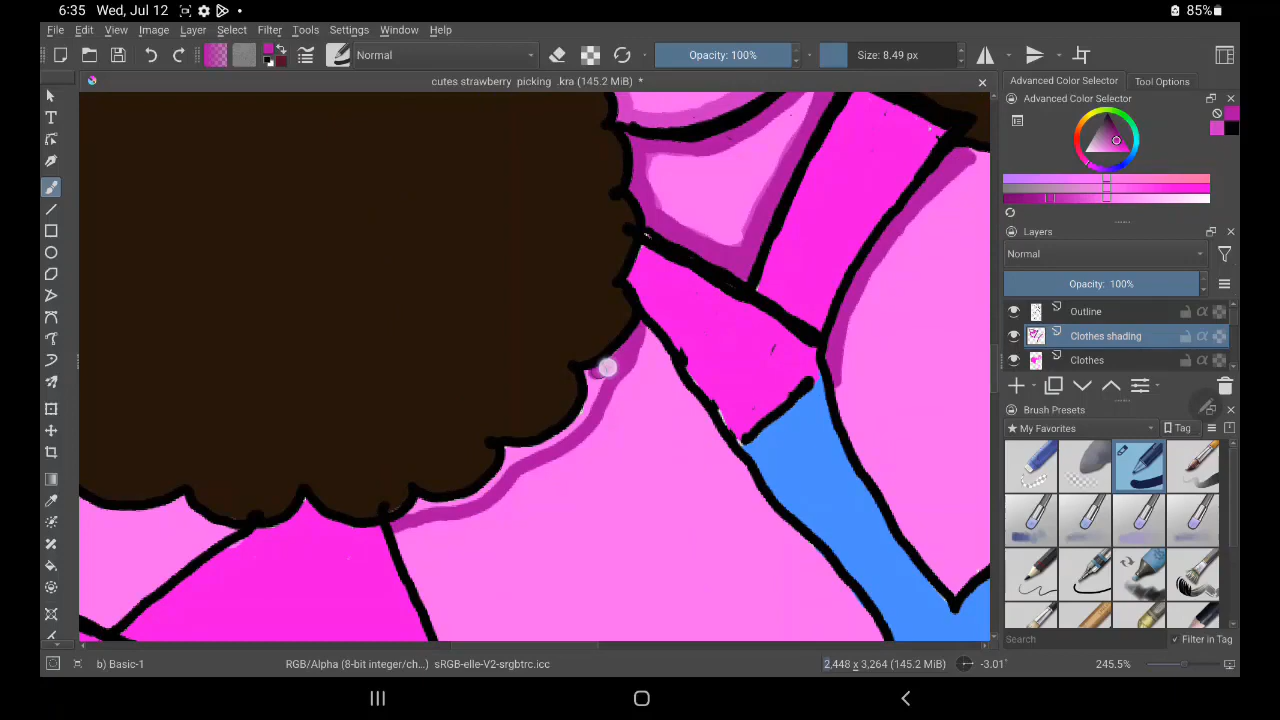 6:35 Wed, Jul 12
85%
File Edit View Image Layer Select Filter Tools Settings Window Help
Normal
Opacity: 100%
Size: 8.49 px
cutes strawberry picking .kra (145.2 MiB) *
Advanced Color Selector
Tool Options
Advanced Color Selector
Layers
Normal
Opacity: 100%
Outline
Clothes shading
Clothes
Brush Presets
My Favorites
Tag
Search
Filter in Tag
b) Basic-1
RGB/Alpha (8-bit integer/ch...) sRGB-elle-V2-srgbtrc.icc
2,448 x 3,264 (145.2 MiB)
-3.01°
245.5%